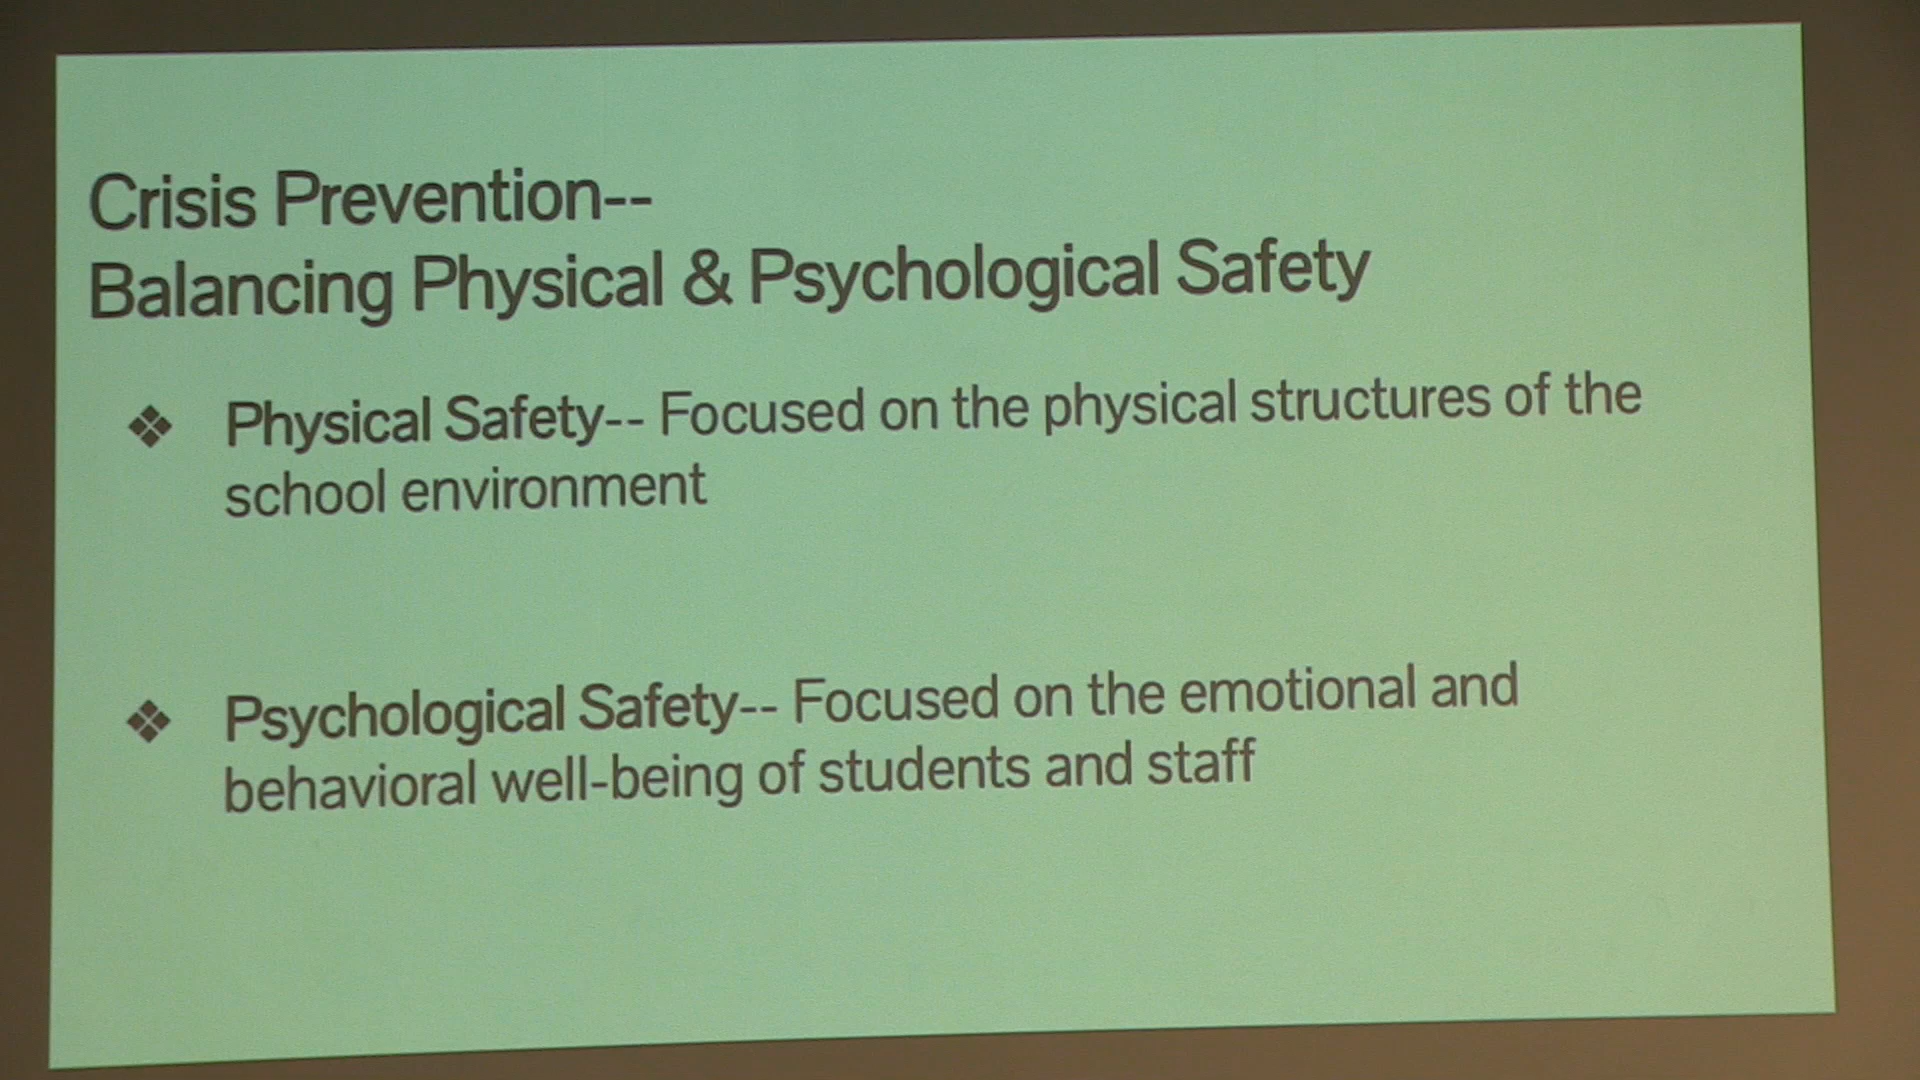 Crisis Prevention--
Balancing Physical & Psychological Safety
❖ Physical Safety-- Focused on the physical structures of the
school environment
❖ Psychological Safety-- Focused on the emotional and
behavioral well-being of students and staff